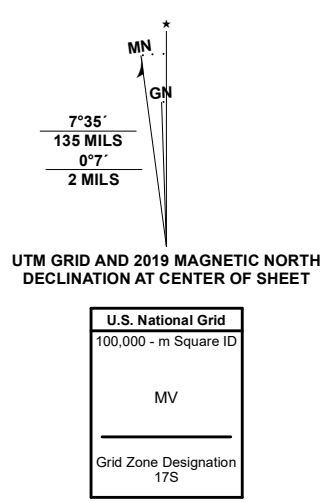 MN
GN
7°35´
135 MILS
0°7´
2 MILS
UTM GRID AND 2019 MAGNETIC NORTH
DECLINATION AT CENTER OF SHEET
U.S. National Grid
100,000 - m Square ID
MV
Grid Zone Designation
17S